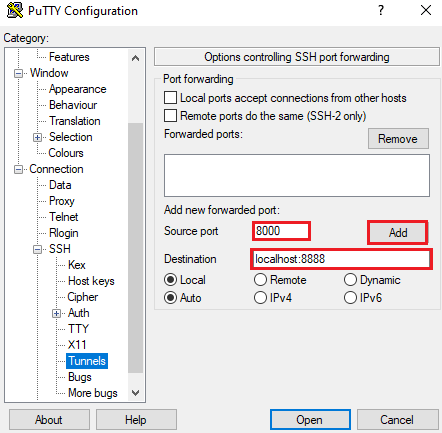 PuTTY Configuration
Category:
Features
Window
Appearance
Behaviour
Translation
Selection
Colours
Connection
Data
Proxy
Telnet
Rlogin
SSH
Kex
Host keys
Cipher
Auth
TTY
X11
Tunnels
Bugs
More bugs
Options controlling SSH port forwarding
Port forwarding
Local ports accept connections from other hosts
Remote ports do the same (SSH-2 only)
Forwarded ports: Remove
Add new forwarded port:
Source port 8000 Add
Destination localhost:8888
Local Remote Dynamic
Auto IPv4 IPv6
About Help Open Cancel